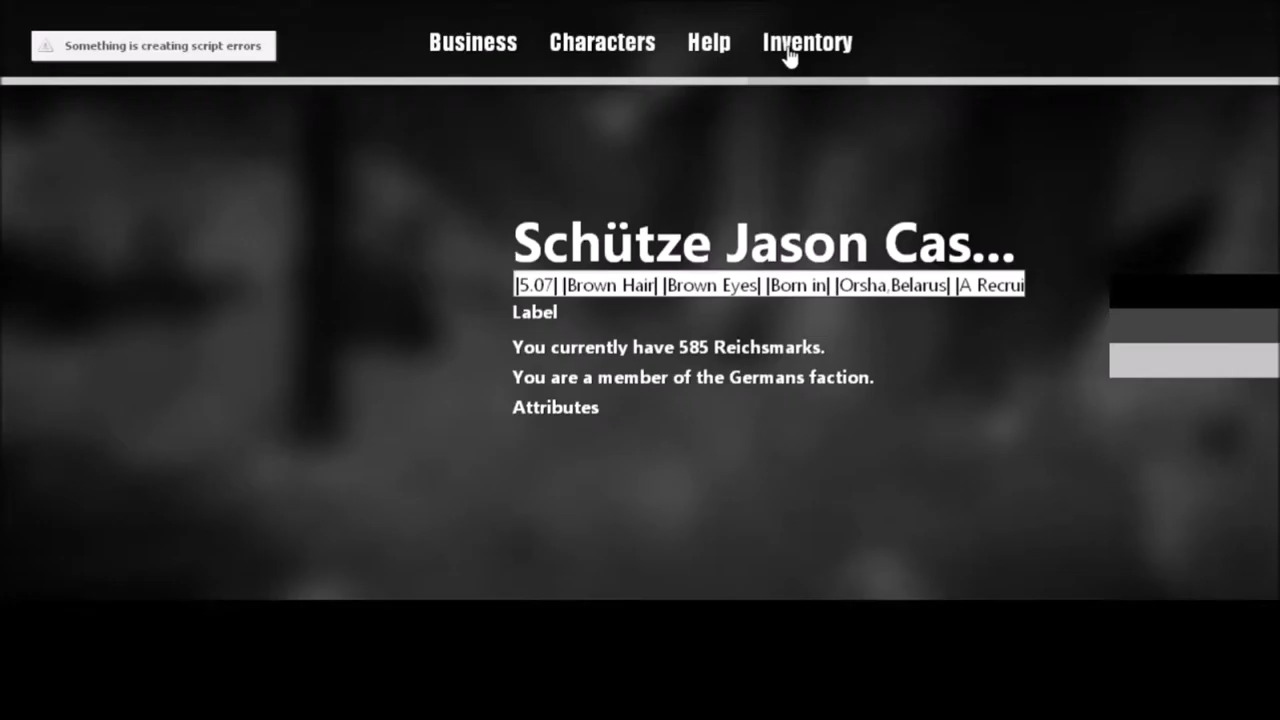 Something is creating script errors
Business Characters Help Inventory
Schütze Jason Cas...
|5.07| |Brown Hair| |Brown Eyes| |Born in| |Orsha,Belarus| |A Recrui
Label
You currently have 585 Reichsmarks.
You are a member of the Germans faction.
Attributes